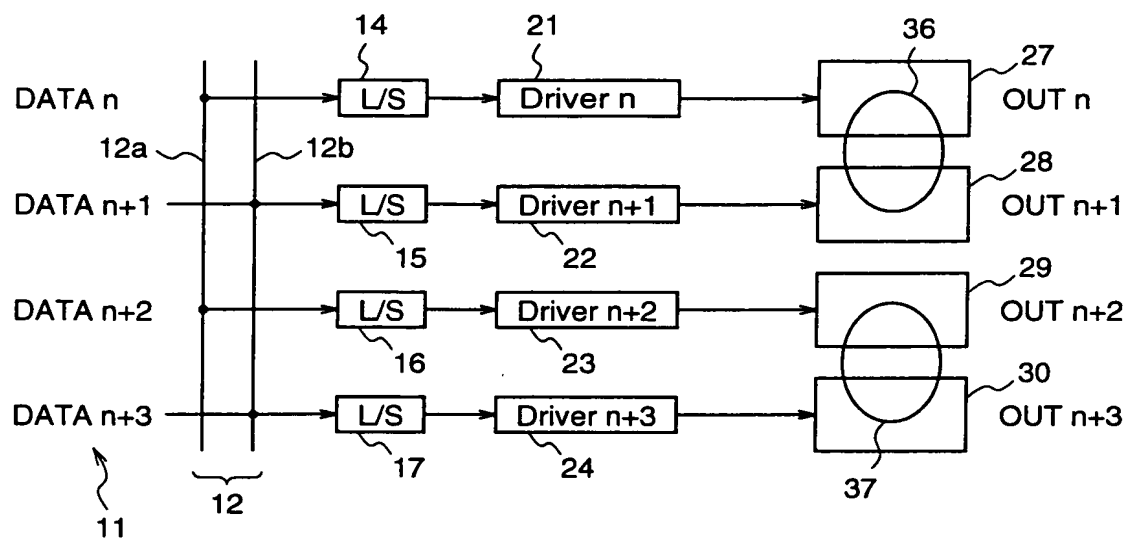 14
21
36
27
DATA n
L/S
Driver n
OUT n
12a
12b
28
DATA n+1
L/S
Driver n+1
OUT n+1
15
22
29
DATA n+2
L/S
Driver n+2
OUT n+2
16
23
30
DATA n+3
L/S
Driver n+3
OUT n+3
17
24
37
12
11